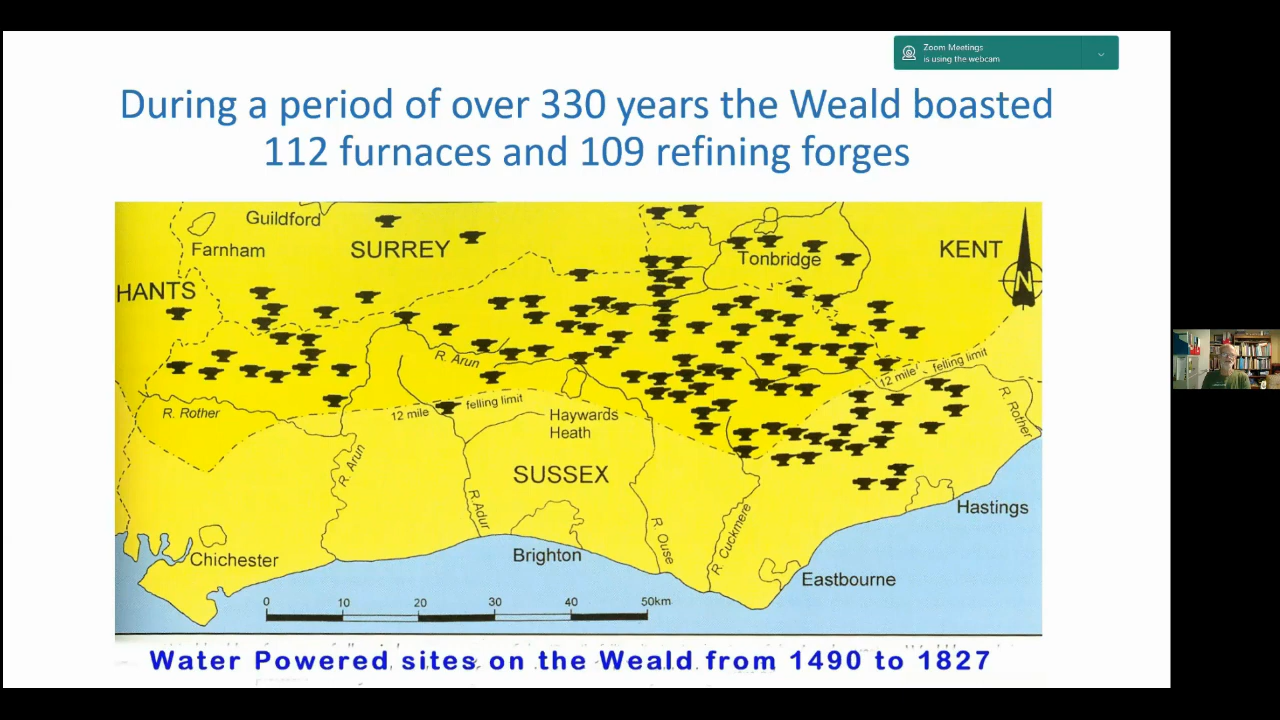 Zoom Meetings
is using the webcam
During a period of over 330 years the Weald boasted
112 furnaces and 109 refining forges
Guildford
Farnham
SURREY
Tonbridge
KENT
N
HANTS
R. Arun
12 mile felling limit
R. Rother
12 mile felling limit
Haywards
Heath
R. Rother
R. Arun
SUSSEX
R. Adur
R. Ouse
R. Cuckmere
Hastings
Chichester
Brighton
Eastbourne
0 10 20 30 40 50km
Water Powered sites on the Weald from 1490 to 1827